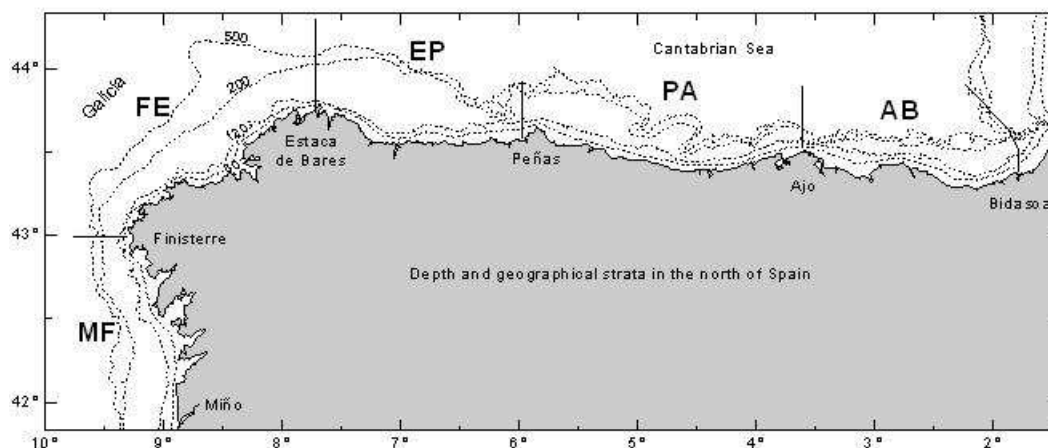 500
EP
Cantabrian Sea
44°
200
Galicia
FE
PA
AB
120
Estaca
de Bares
Peñas
Ajo
Bidasoa
43°
Finisterre
Depth and geographical strata in the north of Spain
MF
42°
Miño
10° 9° 8° 7° 6° 5° 4° 3° 2°